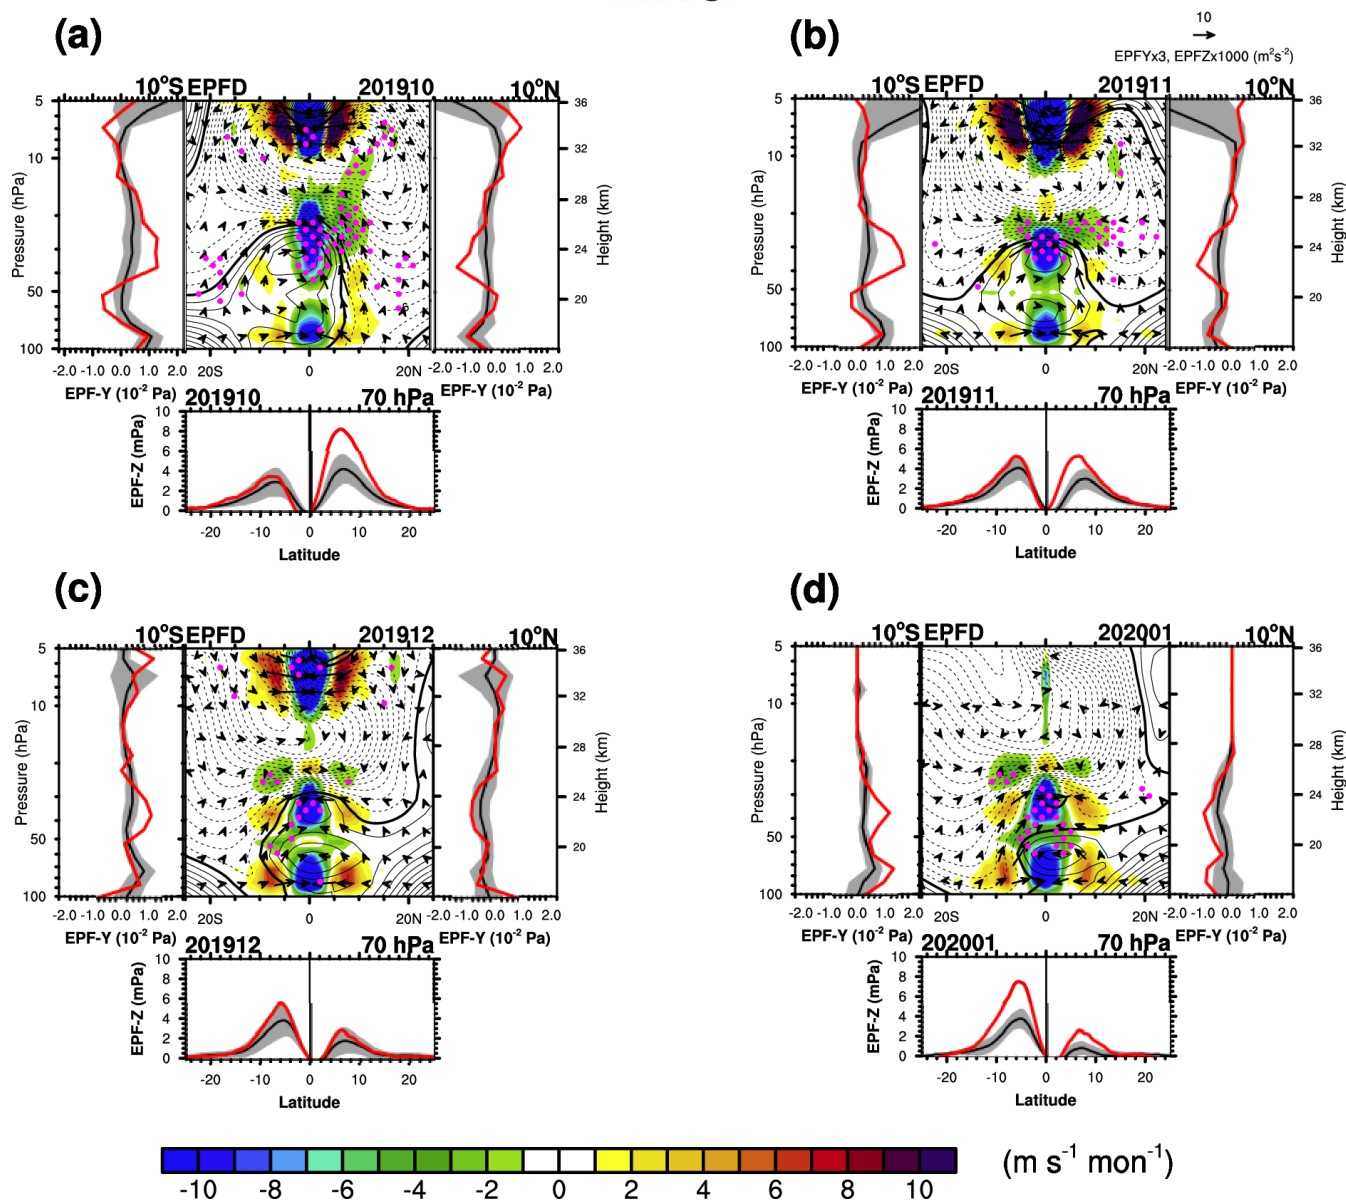 (a)
(b)
10
EPFYx3, EPFZx1000 (m²s⁻²)
10°S EPFD 201910 10°N
5 10 50 100
Pressure (hPa)
36 32 28 24 20
Height (km)
-2.0 -1.0 0.0 1.0 2.0
20S 0 20N
-2.0 -1.0 0.0 1.0 2.0
EPF-Y (10⁻² Pa)
EPF-Y (10⁻² Pa)
201910 70 hPa
10 8 6 4 2 0
EPF-Z (mPa)
-20 -10 0 10 20
Latitude
10°S EPFD 201911 10°N
5 10 50 100
Pressure (hPa)
36 32 28 24 20
Height (km)
-2.0 -1.0 0.0 1.0 2.0
20S 0 20N
-2.0 -1.0 0.0 1.0 2.0
EPF-Y (10⁻² Pa)
EPF-Y (10⁻² Pa)
201911 70 hPa
10 8 6 4 2 0
EPF-Z (mPa)
-20 -10 0 10 20
Latitude
(c)
(d)
10°S EPFD 201912 10°N
5 10 50 100
Pressure (hPa)
36 32 28 24 20
Height (km)
-2.0 -1.0 0.0 1.0 2.0
20S 0 20N
-2.0 -1.0 0.0 1.0 2.0
EPF-Y (10⁻² Pa)
EPF-Y (10⁻² Pa)
201912 70 hPa
10 8 6 4 2 0
EPF-Z (mPa)
-20 -10 0 10 20
Latitude
10°S EPFD 202001 10°N
5 10 50 100
Pressure (hPa)
36 32 28 24 20
Height (km)
-2.0 -1.0 0.0 1.0 2.0
20S 0 20N
-2.0 -1.0 0.0 1.0 2.0
EPF-Y (10⁻² Pa)
EPF-Y (10⁻² Pa)
202001 70 hPa
10 8 6 4 2 0
EPF-Z (mPa)
-20 -10 0 10 20
Latitude
-10 -8 -6 -4 -2 0 2 4 6 8 10
(m s⁻¹ mon⁻¹)